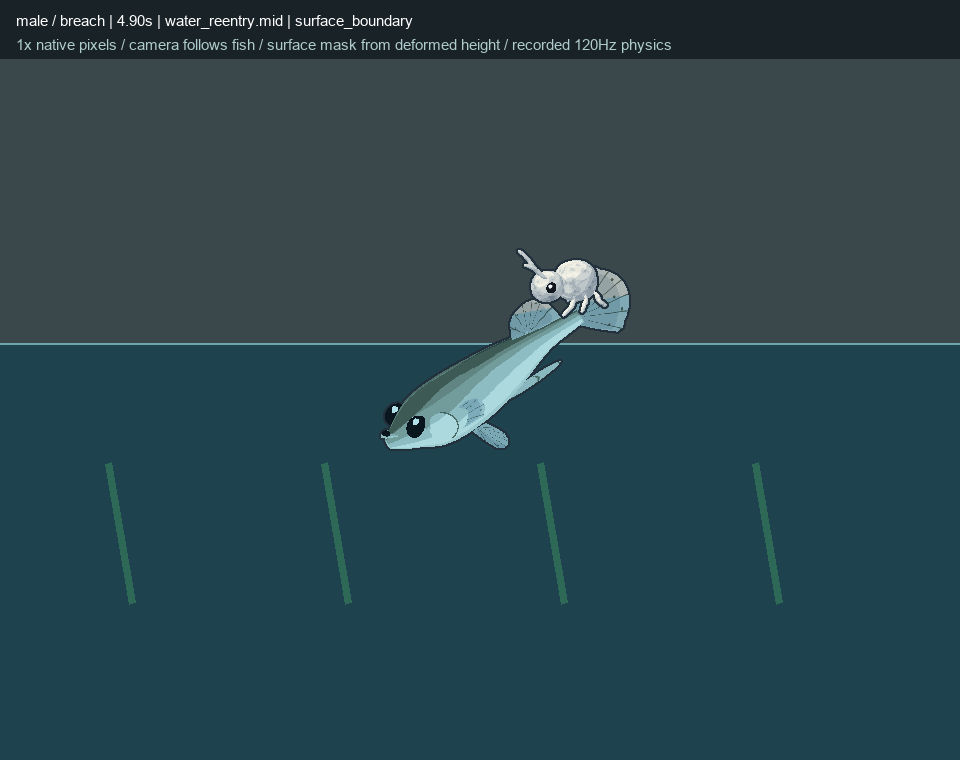 male / breach | 4.90s | water_reentry.mid | surface_boundary
1x native pixels / camera follows fish / surface mask from deformed height / recorded 120Hz physics